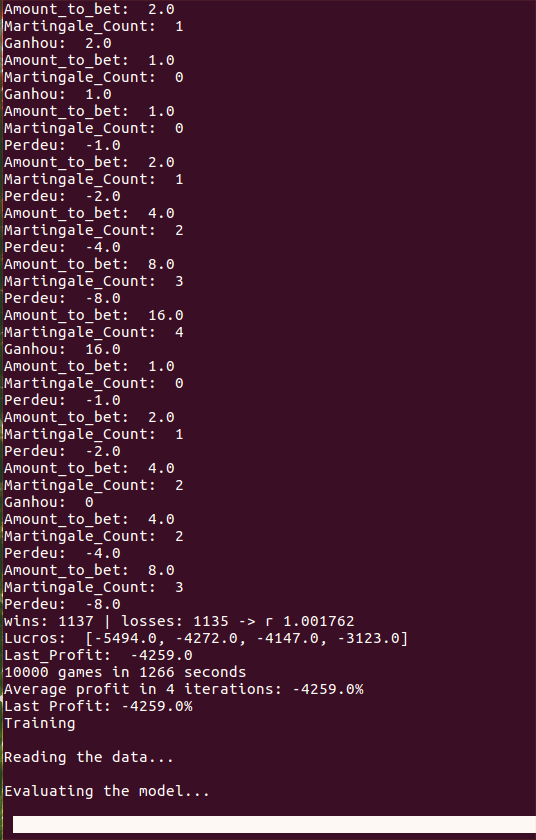 Amount_to_bet:  2.0
Martingale_Count:  1
Ganhou:  2.0
Amount_to_bet:  1.0
Martingale_Count:  0
Ganhou:  1.0
Amount_to_bet:  1.0
Martingale_Count:  0
Perdeu:  -1.0
Amount_to_bet:  2.0
Martingale_Count:  1
Perdeu:  -2.0
Amount_to_bet:  4.0
Martingale_Count:  2
Perdeu:  -4.0
Amount_to_bet:  8.0
Martingale_Count:  3
Perdeu:  -8.0
Amount_to_bet:  16.0
Martingale_Count:  4
Ganhou:  16.0
Amount_to_bet:  1.0
Martingale_Count:  0
Perdeu:  -1.0
Amount_to_bet:  2.0
Martingale_Count:  1
Perdeu:  -2.0
Amount_to_bet:  4.0
Martingale_Count:  2
Ganhou:  0
Amount_to_bet:  4.0
Martingale_Count:  2
Perdeu:  -4.0
Amount_to_bet:  8.0
Martingale_Count:  3
Perdeu:  -8.0
wins: 1137 | losses: 1135 -> r 1.001762
Lucros:  [-5494.0, -4272.0, -4147.0, -3123.0]
Last_Profit:  -4259.0
10000 games in 1266 seconds
Average profit in 4 iterations: -4259.0%
Last Profit: -4259.0%
Training
Reading the data...
Evaluating the model...